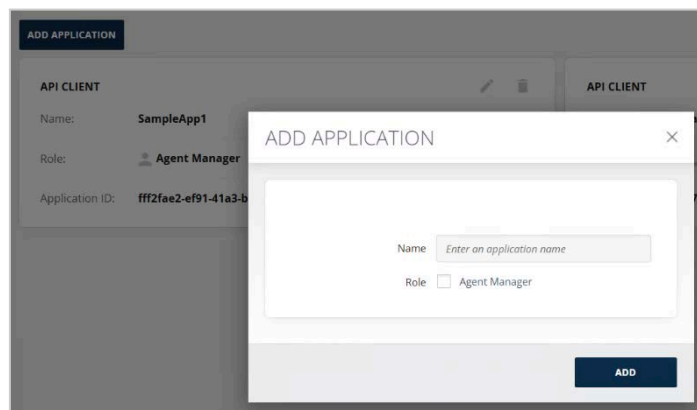 ADD APPLICATION
API CLIENT
Name: SampleApp1
Role: Agent Manager
Application ID: fff2fae2-ef91-41a3-b
API CLIENT
ADD APPLICATION
Name Enter an application name
Role Agent Manager
ADD